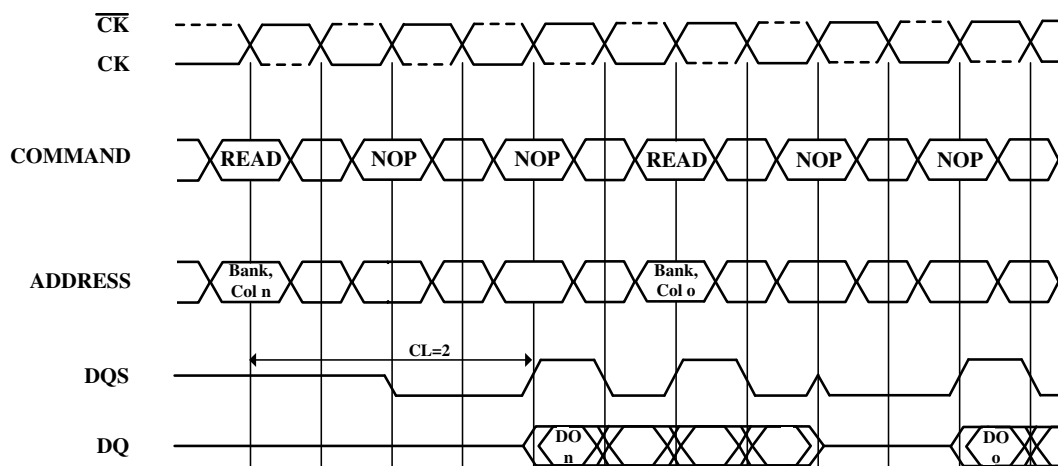 CK
CK
COMMAND READ NOP NOP READ NOP NOP
ADDRESS Bank, Col n Bank, Col o
CL=2
DQS
DQ DO n DO o